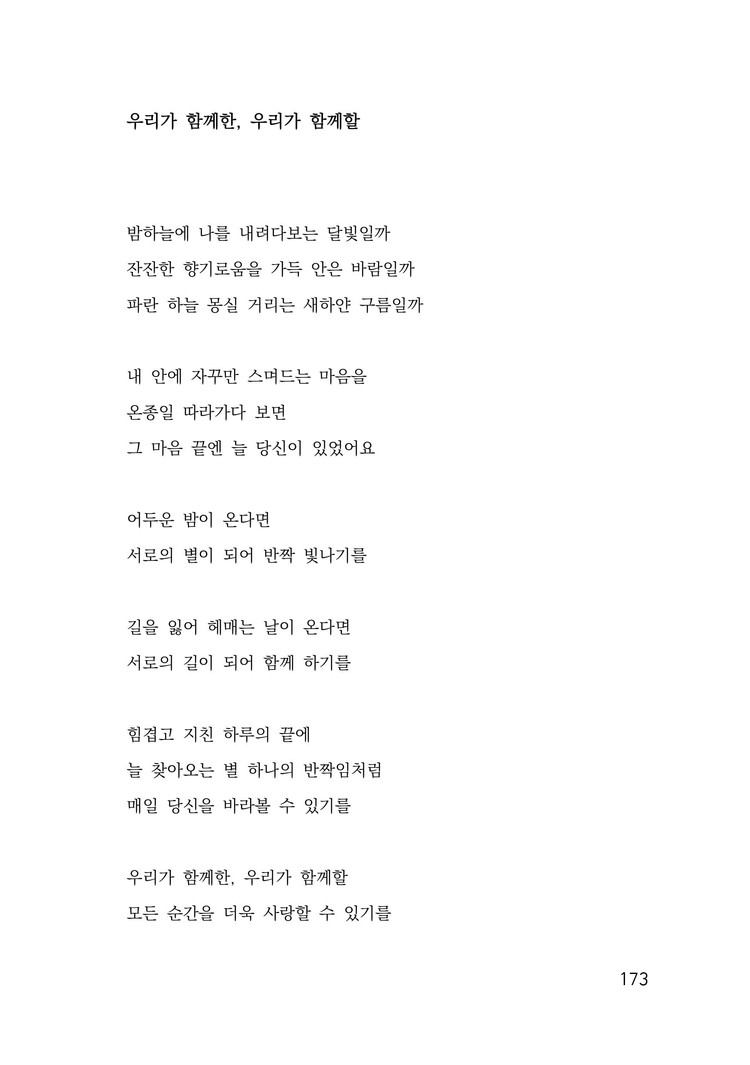 우리가 함께한, 우리가 함께할
밤하늘에 나를 내려다보는 달빛일까
잔잔한 향기로움을 가득 안은 바람일까
파란 하늘 몽실 거리는 새하얀 구름일까
내 안에 자꾸만 스며드는 마음을
온종일 따라가다 보면
그 마음 끝엔 늘 당신이 있었어요
어두운 밤이 온다면
서로의 별이 되어 반짝 빛나기를
길을 잃어 헤매는 날이 온다면
서로의 길이 되어 함께 하기를
힘겹고 지친 하루의 끝에
늘 찾아오는 별 하나의 반짝임처럼
매일 당신을 바라볼 수 있기를
우리가 함께한, 우리가 함께할
모든 순간을 더욱 사랑할 수 있기를
173